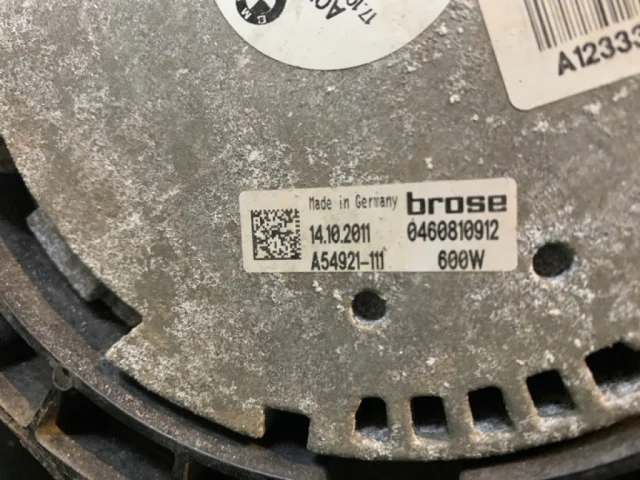 A12333
Made in Germany brose
14.10.2011 0460810912
A54921-111 600W